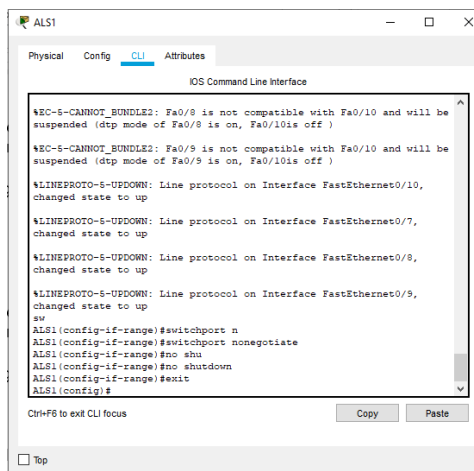 ALS1
Physical Config CLI Attributes
IOS Command Line Interface
%EC-5-CANNOT_BUNDLE2: Fa0/8 is not compatible with Fa0/10 and will be
suspended (dtp mode of Fa0/8 is on, Fa0/10is off )
%EC-5-CANNOT_BUNDLE2: Fa0/9 is not compatible with Fa0/10 and will be
suspended (dtp mode of Fa0/9 is on, Fa0/10is off )
%LINEPROTO-5-UPDOWN: Line protocol on Interface FastEthernet0/10,
changed state to up
%LINEPROTO-5-UPDOWN: Line protocol on Interface FastEthernet0/7,
changed state to up
%LINEPROTO-5-UPDOWN: Line protocol on Interface FastEthernet0/8,
changed state to up
%LINEPROTO-5-UPDOWN: Line protocol on Interface FastEthernet0/9,
changed state to up
sw
ALS1(config-if-range)#switchport n
ALS1(config-if-range)#switchport nonegotiate
ALS1(config-if-range)#no shu
ALS1(config-if-range)#no shutdown
ALS1(config-if-range)#exit
ALS1(config)#
Ctrl+F6 to exit CLI focus
Copy Paste
Top